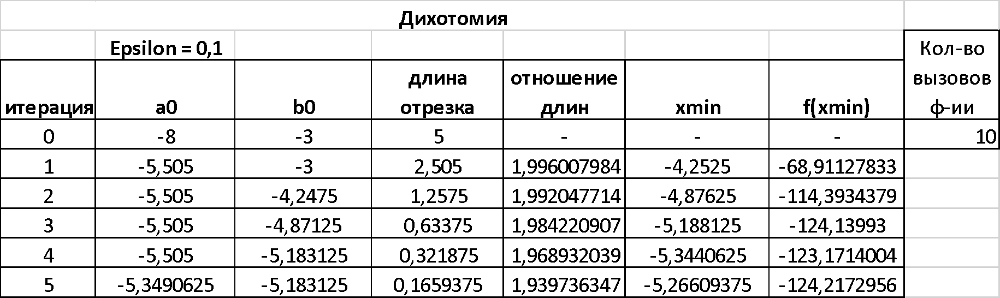 Дихотомия
Epsilon = 0,1
Кол-во вызовов ф-ии
итерация a0 b0 длина отрезка отношение длин xmin f(xmin)
0 -8 -3 5 - - - 10
1 -5,505 -3 2,505 1,996007984 -4,2525 -68,91127833
2 -5,505 -4,2475 1,2575 1,992047714 -4,87625 -114,3934379
3 -5,505 -4,87125 0,63375 1,984220907 -5,188125 -124,13993
4 -5,505 -5,183125 0,321875 1,968932039 -5,3440625 -123,1714004
5 -5,3490625 -5,183125 0,1659375 1,939736347 -5,26609375 -124,2172956